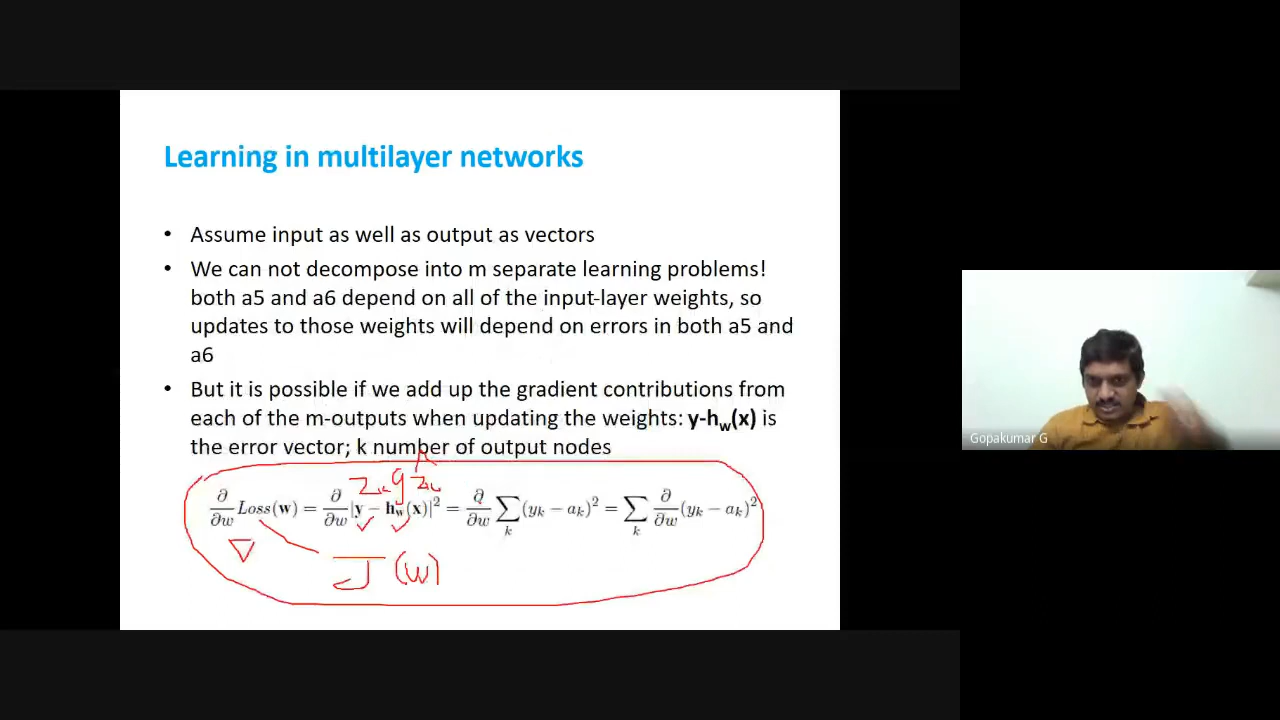 Learning in multilayer networks
• Assume input as well as output as vectors
• We can not decompose into m separate learning problems!
both a5 and a6 depend on all of the input-layer weights, so
updates to those weights will depend on errors in both a5 and
a6
• But it is possible if we add up the gradient contributions from
each of the m-outputs when updating the weights: y-hw(x) is
the error vector; k number of output nodes
∂/∂w Loss(w) = ∂/∂w |y − hw(x)|² = ∂/∂w ∑k (yk − ak)² = ∑k ∂/∂w (yk − ak)²
∇
J (w)
Gopakumar G